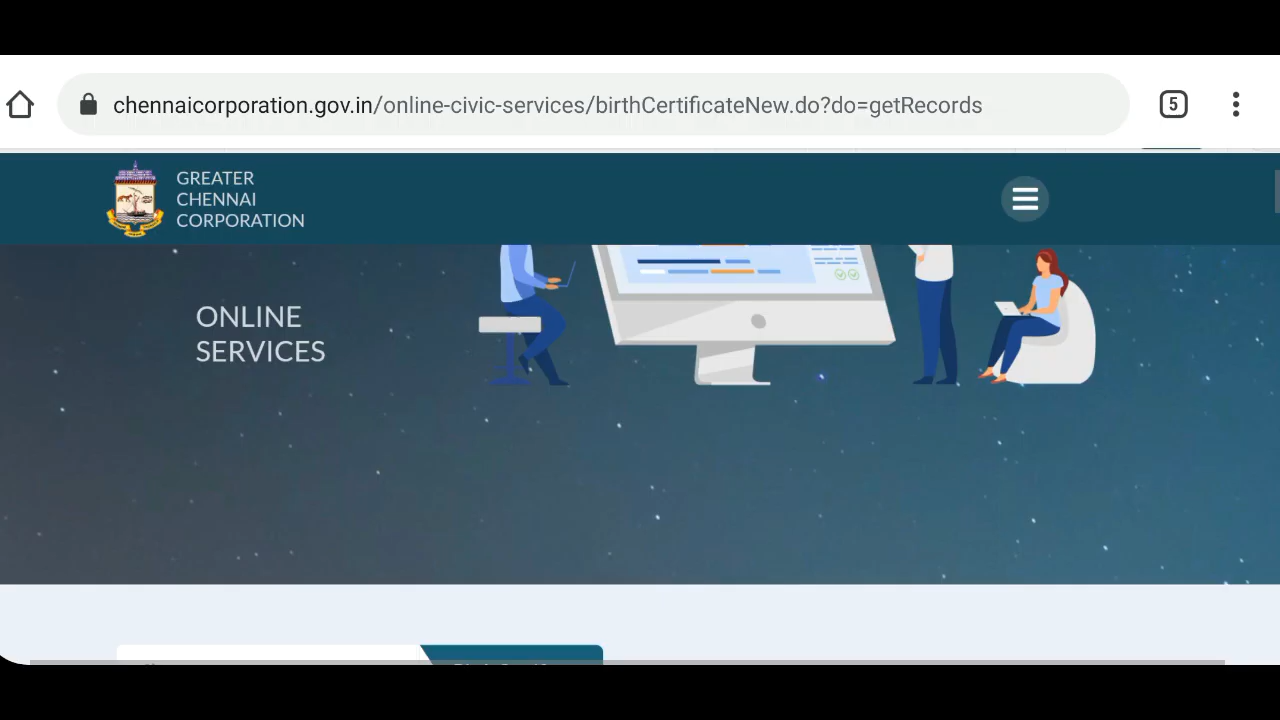 chennaicorporation.gov.in/online-civic-services/birthCertificateNew.do?do=getRecords
5
GREATER
CHENNAI
CORPORATION
ONLINE
SERVICES